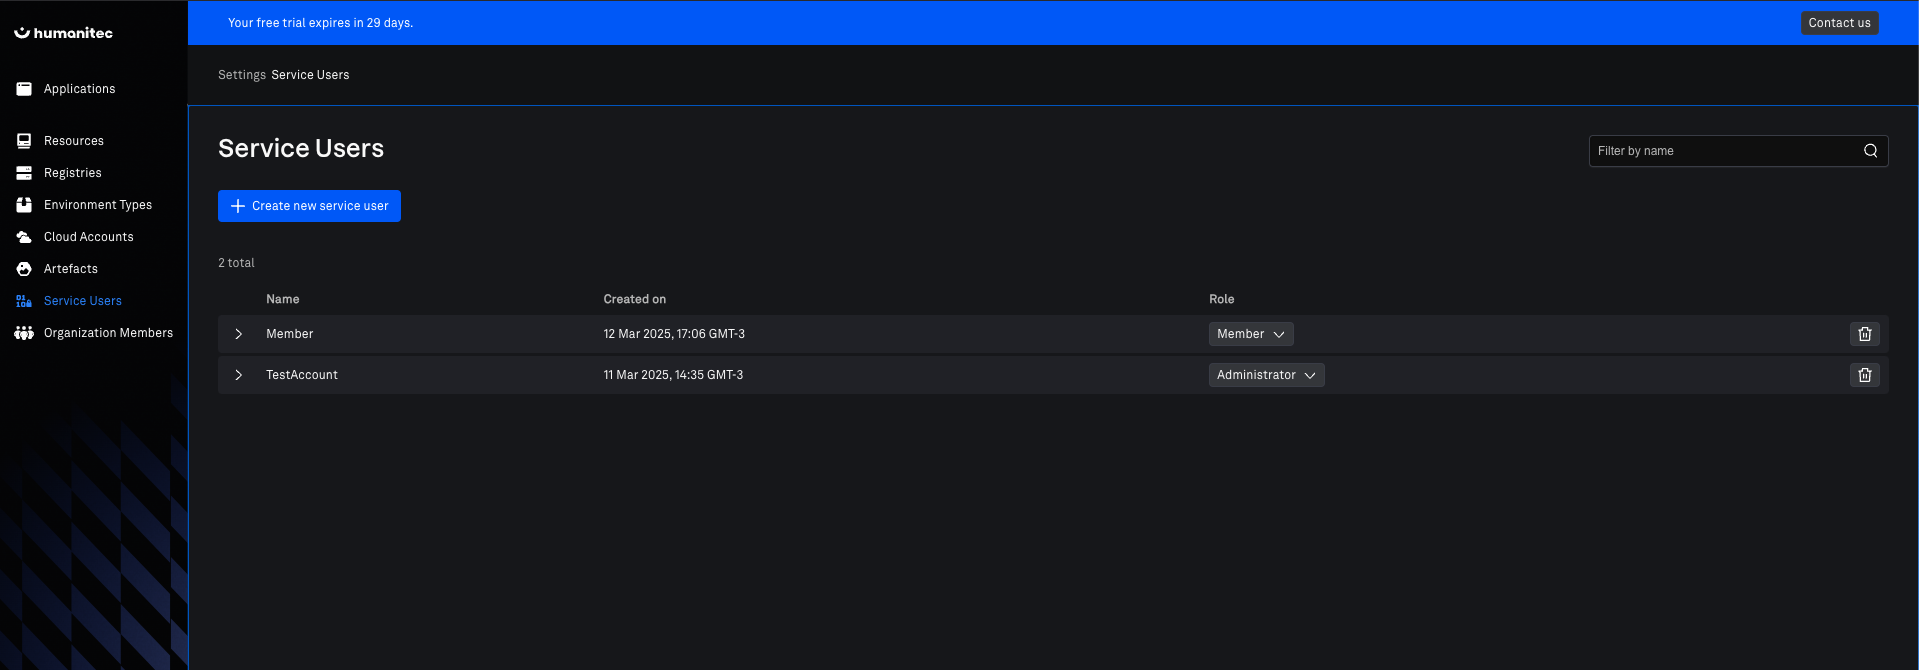 humanitec
Your free trial expires in 29 days.
Contact us
Applications
Resources
Registries
Environment Types
Cloud Accounts
Artefacts
Service Users
Organization Members
Settings Service Users
Service Users
Filter by name
Create new service user
2 total
Name Created on Role
Member 12 Mar 2025, 17:06 GMT-3 Member
TestAccount 11 Mar 2025, 14:35 GMT-3 Administrator